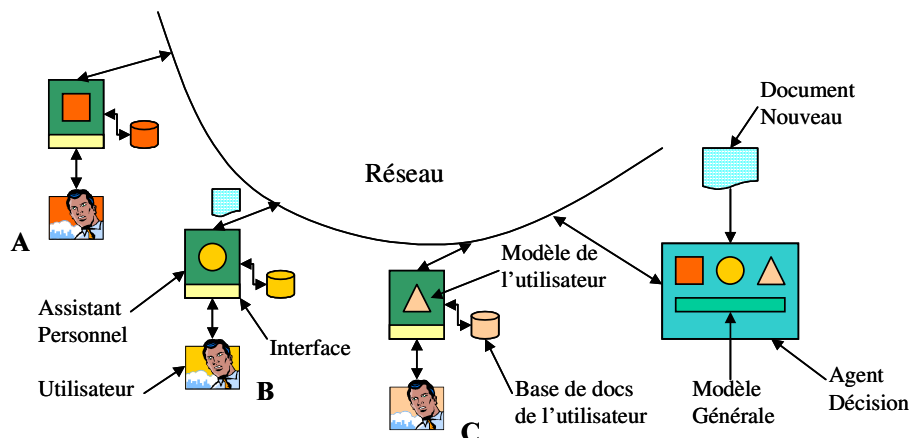 Document
Nouveau
Réseau
A
Modèle de
l’utilisateur
Assistant
Personnel
Interface
Utilisateur
B
Base de docs
de l’utilisateur
C
Modèle
Générale
Agent
Décision